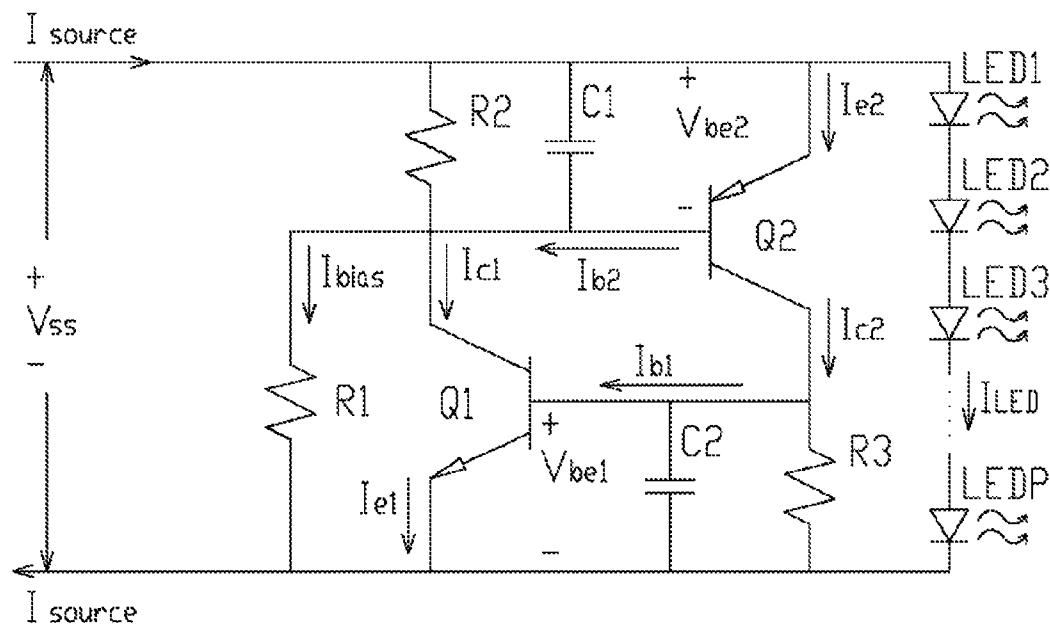 I source
LED1
R2
C1
+
Vbe2
Ie2
LED2
-
Q2
Ibias
Ic1
Ib2
+
Vss
-
LED3
Ic2
Ib1
R1
Q1
+
Vbe1
C2
R3
ILED
Ie1
LEDP
-
I source